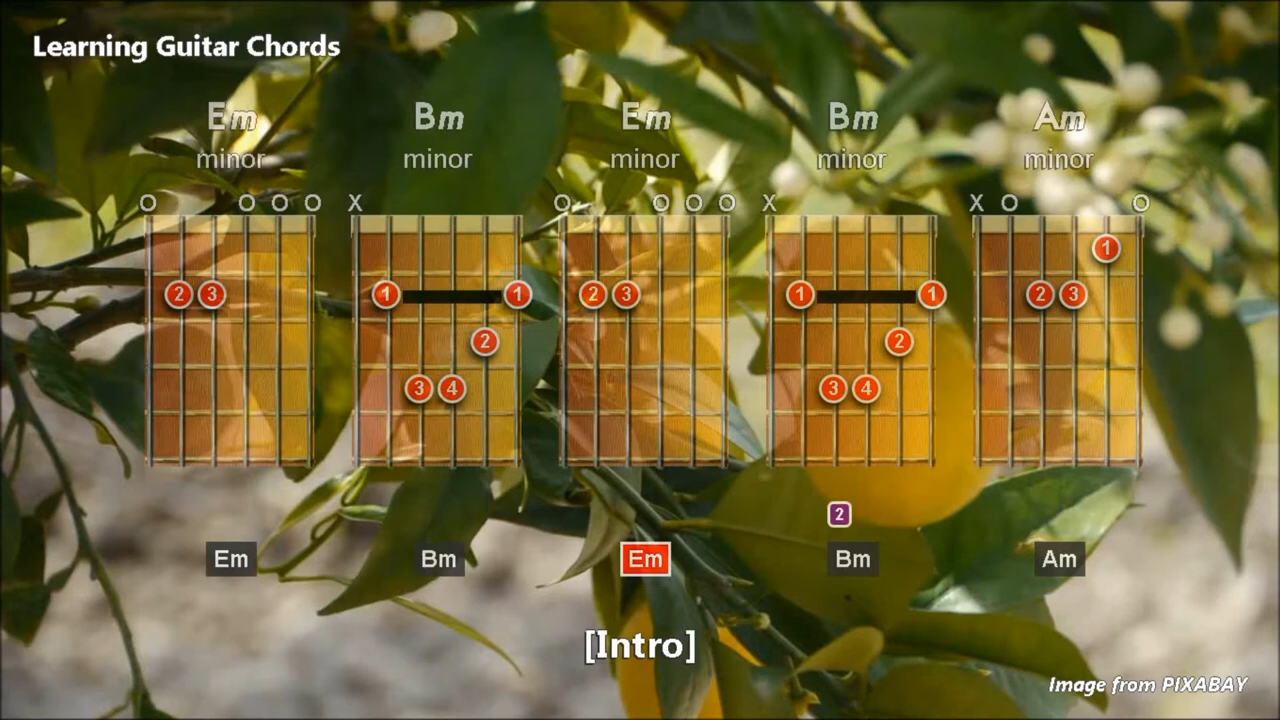 Learning Guitar Chords
Em Bm Em Bm Am
minor minor minor minor minor
O O O O X O O O O X X O O
2 3 1 1 2 3 1 1 1
2 2 2 3
3 4 3 4
2
Em Bm Em Bm Am
[Intro]
Image from PIXABAY